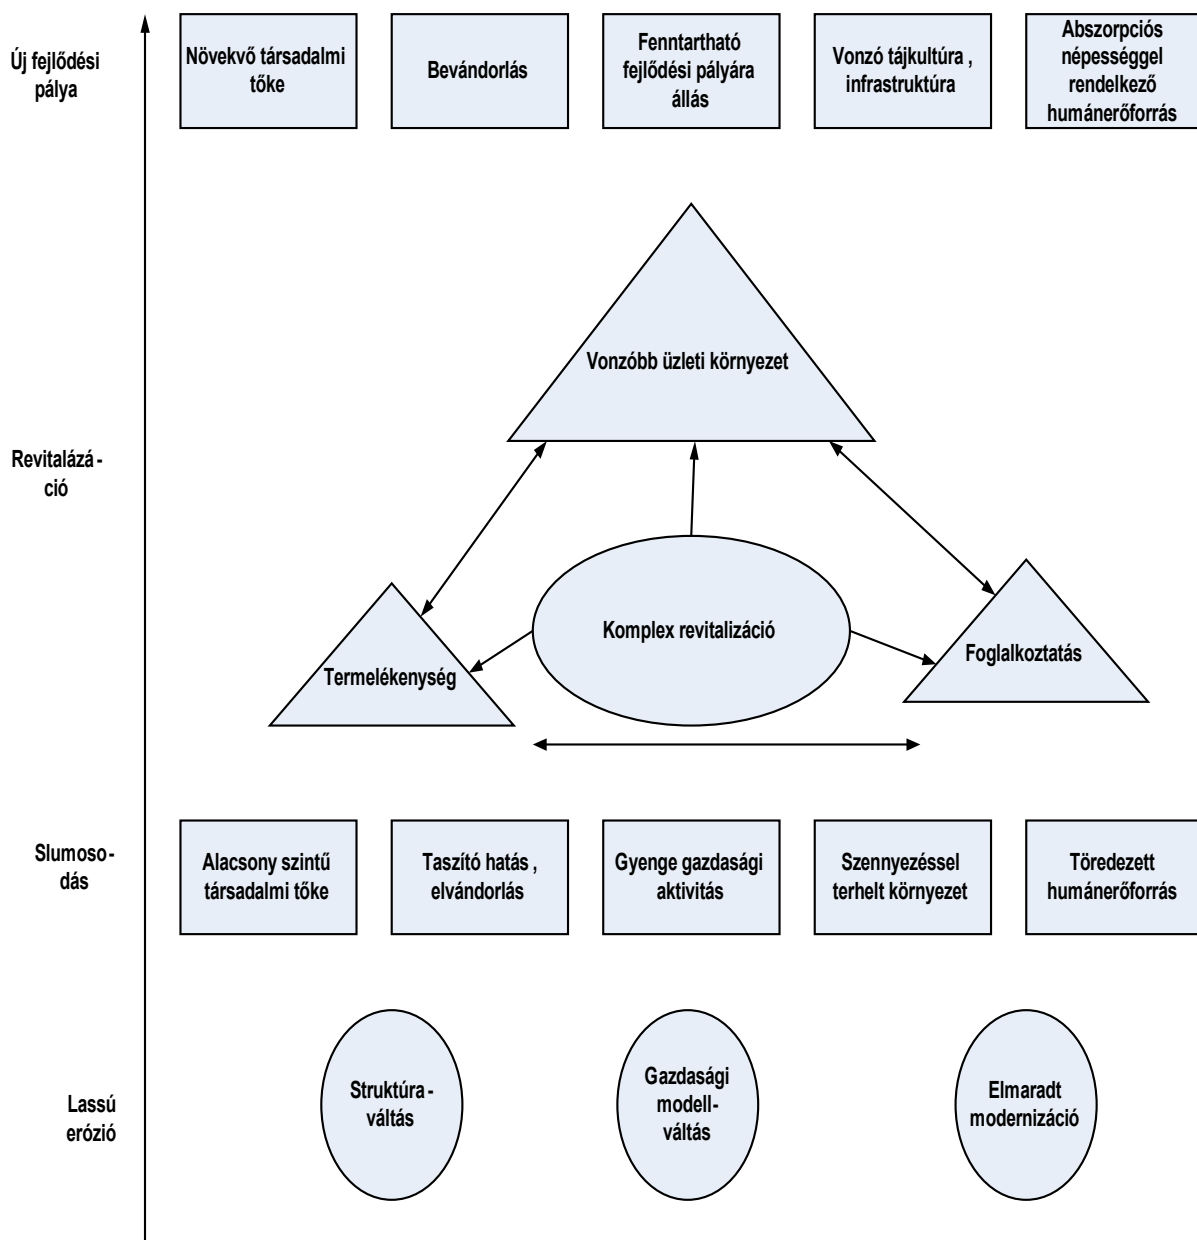 Új fejlődési
pálya
Növekvő társadalmi
tőke
Bevándorlás
Fenntartható
fejlődési pályára
állás
Vonzó tájkultúra ,
infrastruktúra
Abszorpciós
népességgel
rendelkező
humánerőforrás
Vonzóbb üzleti környezet
Revitalázá -
ció
Komplex revitalizáció
Termelékenység
Foglalkoztatás
Slumoso -
dás
Alacsony szintű
társadalmi tőke
Taszító hatás ,
elvándorlás
Gyenge gazdasági
aktivitás
Szennyezéssel
terhelt környezet
Töredezett
humánerőforrás
Lassú
erózió
Struktúra -
váltás
Gazdasági
modell-
váltás
Elmaradt
modernizáció